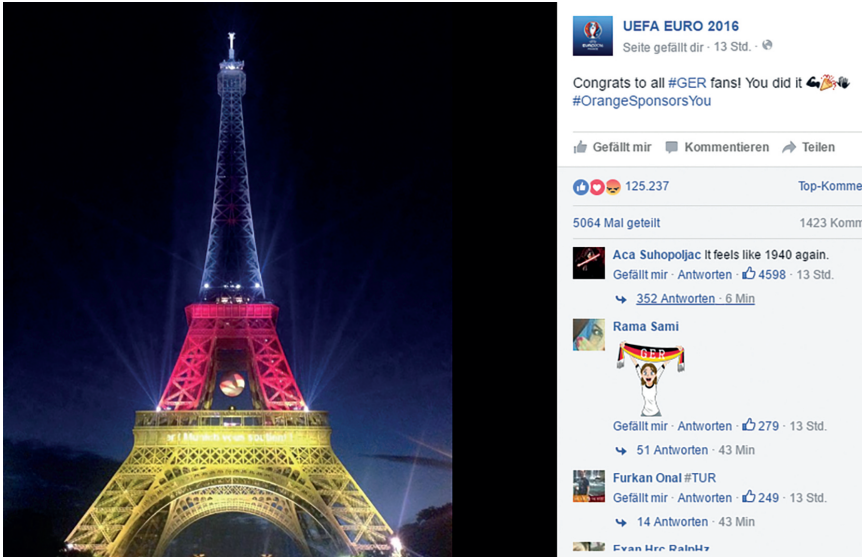 UEFA EURO 2016
Seite gefällt dir · 13 Std. ·
Congrats to all #GER fans! You did it
#OrangeSponsorsYou
Gefällt mir Kommentieren Teilen
125.237 Top-Komme
5064 Mal geteilt 1423 Komm
Aca Suhopoljac It feels like 1940 again.
Gefällt mir · Antworten · 4598 · 13 Std.
352 Antworten · 6 Min
Rama Sami
GER
Gefällt mir · Antworten · 279 · 13 Std.
51 Antworten · 43 Min
Furkan Onal #TUR
Gefällt mir · Antworten · 249 · 13 Std.
14 Antworten · 43 Min